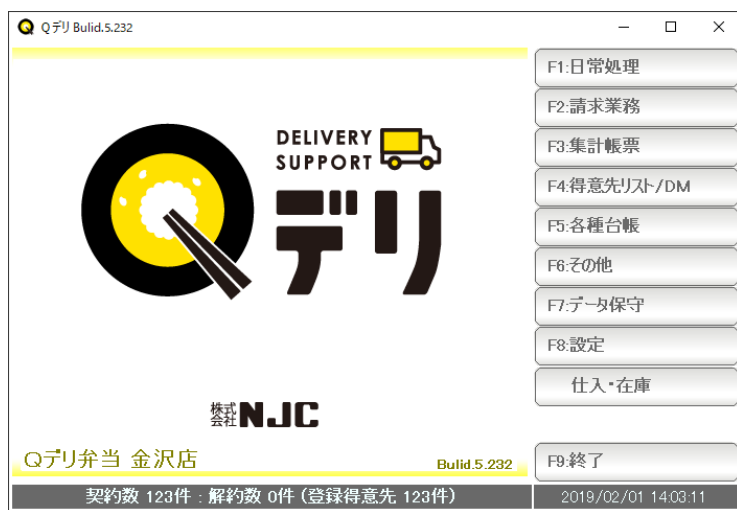 Qデリ Bulid.5.232
DELIVERY
SUPPORT
Qデリ
株式会社NJC
Qデリ弁当 金沢店
Bulid.5.232
F1:日常処理
F2:請求業務
F3:集計帳票
F4:得意先リスト/DM
F5:各種台帳
F6:その他
F7:データ保守
F8:設定
仕入・在庫
F9:終了
契約数 123件 : 解約数 0件 (登録得意先 123件)
2019/02/01 14:03:11